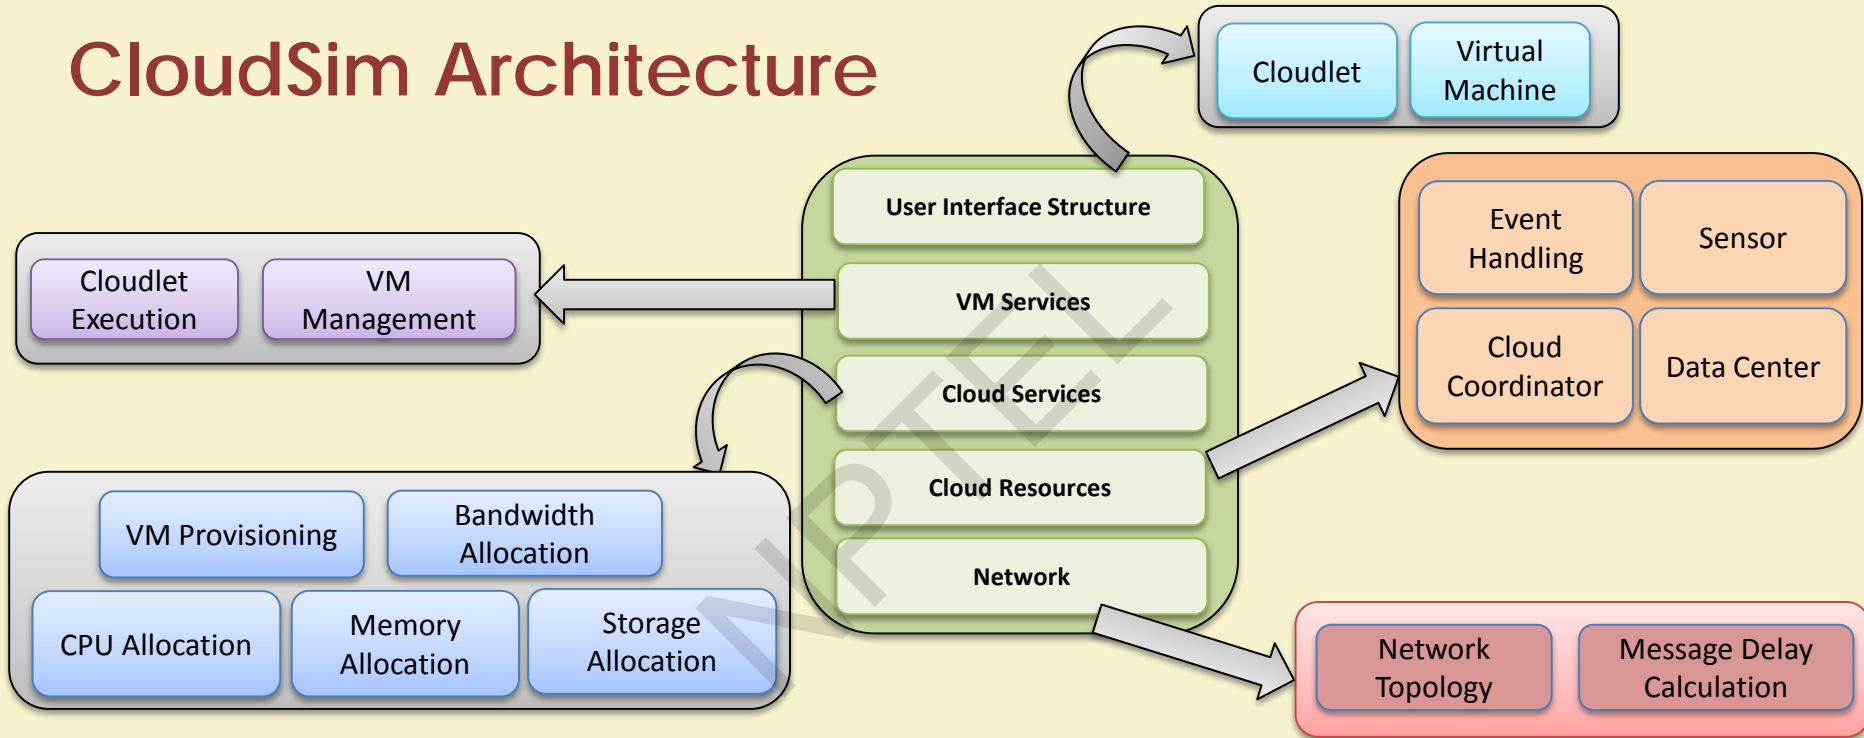 CloudSim Architecture
Cloudlet
Virtual
Machine
User Interface Structure
VM Services
Cloud Services
Cloud Resources
Network
Cloudlet
Execution
VM
Management
Event
Handling
Sensor
Cloud
Coordinator
Data Center
VM Provisioning
Bandwidth
Allocation
CPU Allocation
Memory
Allocation
Storage
Allocation
Network
Topology
Message Delay
Calculation
NPTEL